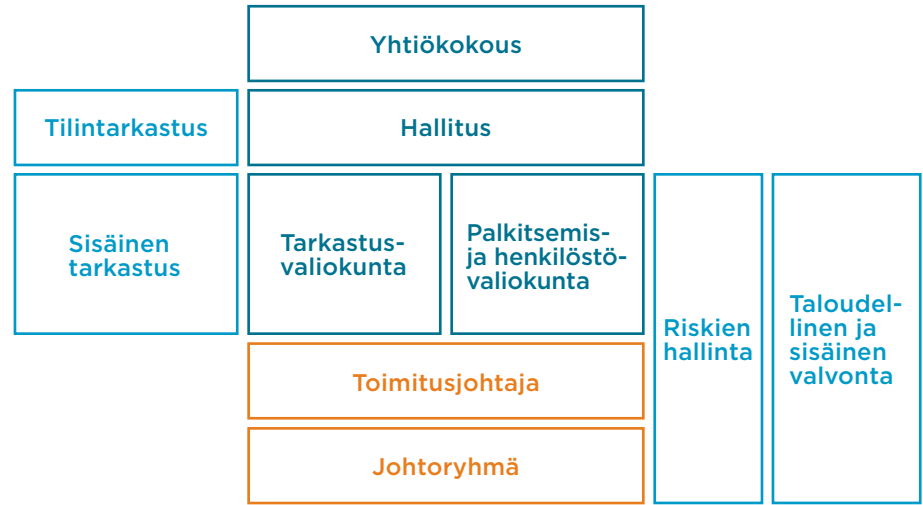 Yhtiökokous
Tilintarkastus
Hallitus
Sisäinen
tarkastus
Tarkastus-
valiokunta
Palkitsemis-
ja henkilöstö-
valiokunta
Riskien
hallinta
Taloudel-
linen ja
sisäinen
valvonta
Toimitusjohtaja
Johtoryhmä